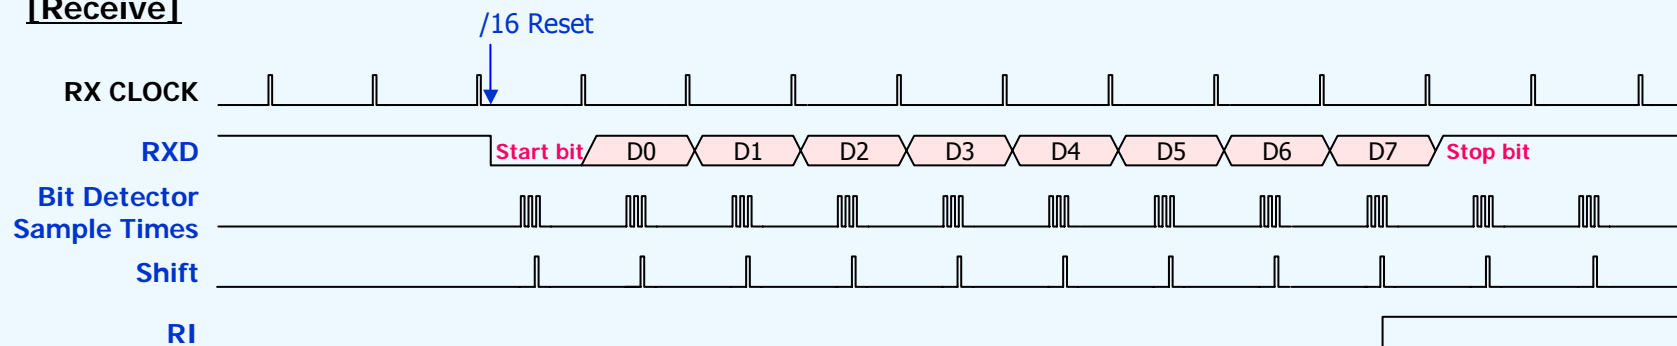 [Receive]
/16 Reset
RX CLOCK
RXD Start bit D0 D1 D2 D3 D4 D5 D6 D7 Stop bit
Bit Detector
Sample Times
Shift
RI